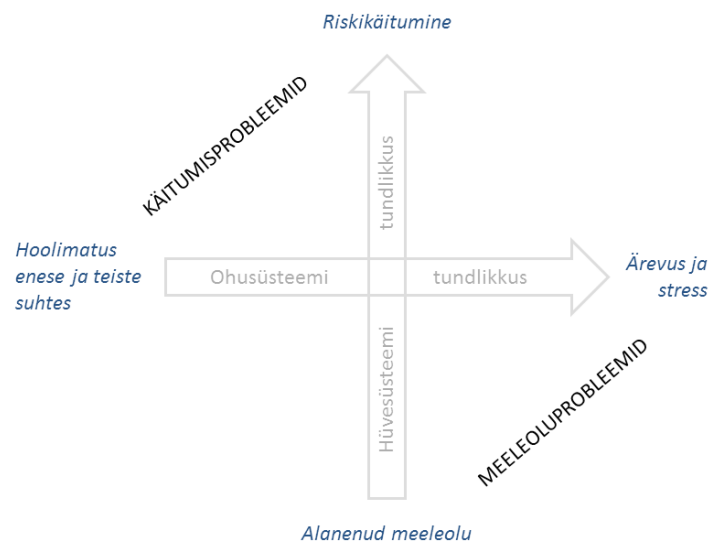 Riskikäitumine
KÄITUMISPROBLEEMID
tundlikkus
Hoolimatus
enese ja teiste
suhtes
Ohusüsteemi
tundlikkus
Ärevus ja
stress
Hüvesüsteemi
MEELEOLUPROBLEEMID
Alanenud meeleolu